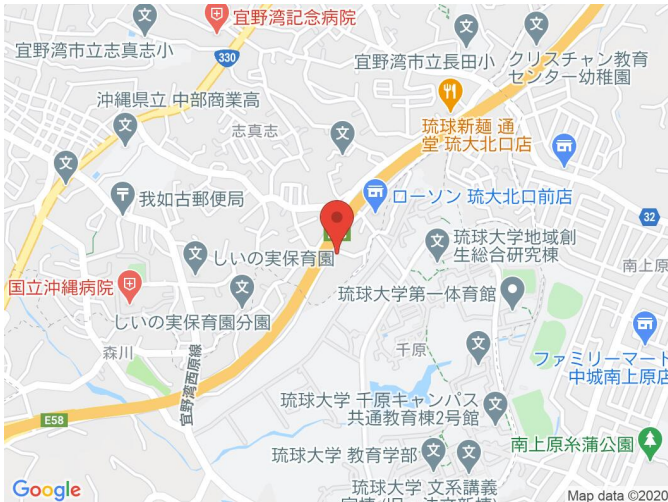 宜野湾記念病院
宜野湾市立志真志小
330
宜野湾市立長田小
クリスチャン教育
センター幼稚園
沖縄県立 中部商業高
志真志
琉球新麺 通
堂 琉大北口店
我如古郵便局
ローソン 琉大北口前店
32
しいの実保育園
琉球大学地域創
生総合研究棟
南上原
国立沖縄病院
琉球大学第一体育館
しいの実保育園分園
森川
千原
ファミリーマート
中城南上原店
宜野湾西原線
E58
琉球大学 千原キャンパス
共通教育棟2号館
南上原糸蒲公園
琉球大学 教育学部
琉球大学 文系講義
Google
Map data ©2020